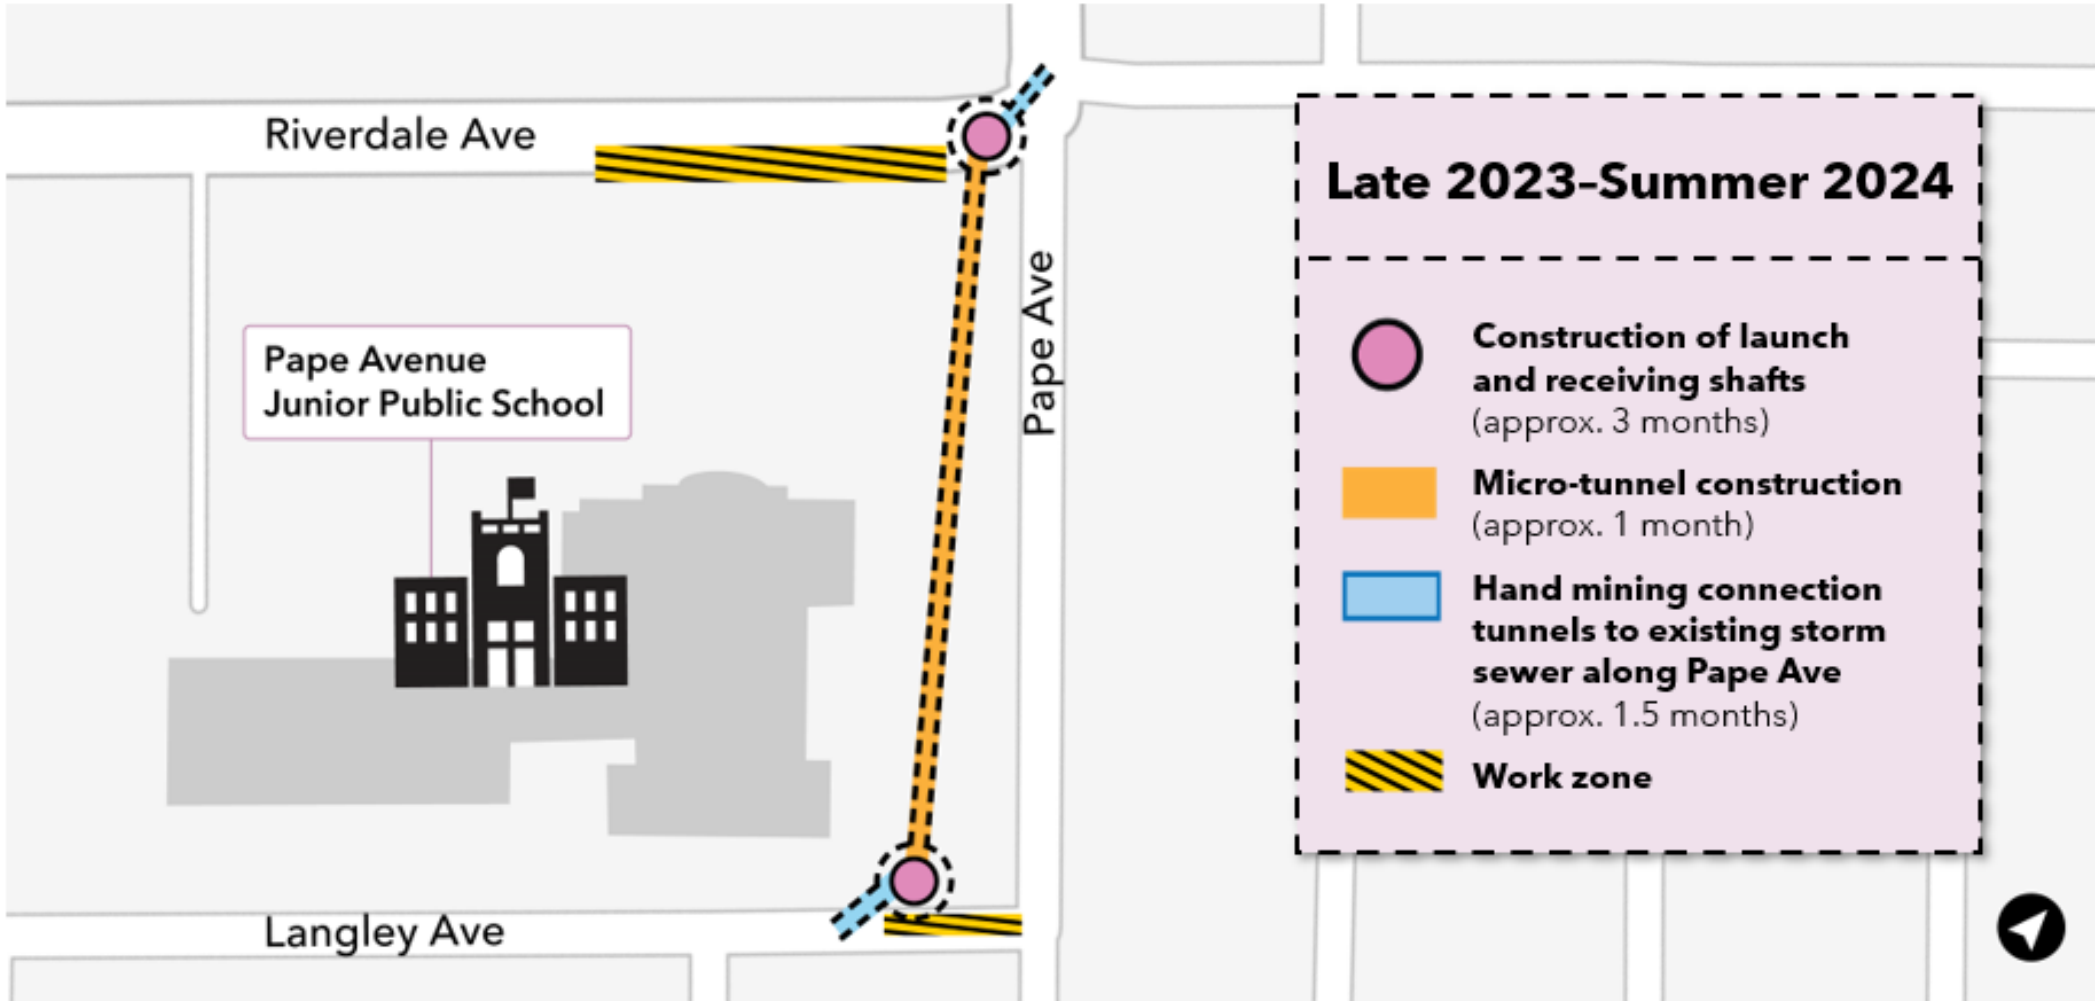 Riverdale Ave
Pape Ave
Pape Avenue
Junior Public School
Langley Ave
Late 2023–Summer 2024
Construction of launch
and receiving shafts
(approx. 3 months)
Micro-tunnel construction
(approx. 1 month)
Hand mining connection
tunnels to existing storm
sewer along Pape Ave
(approx. 1.5 months)
Work zone